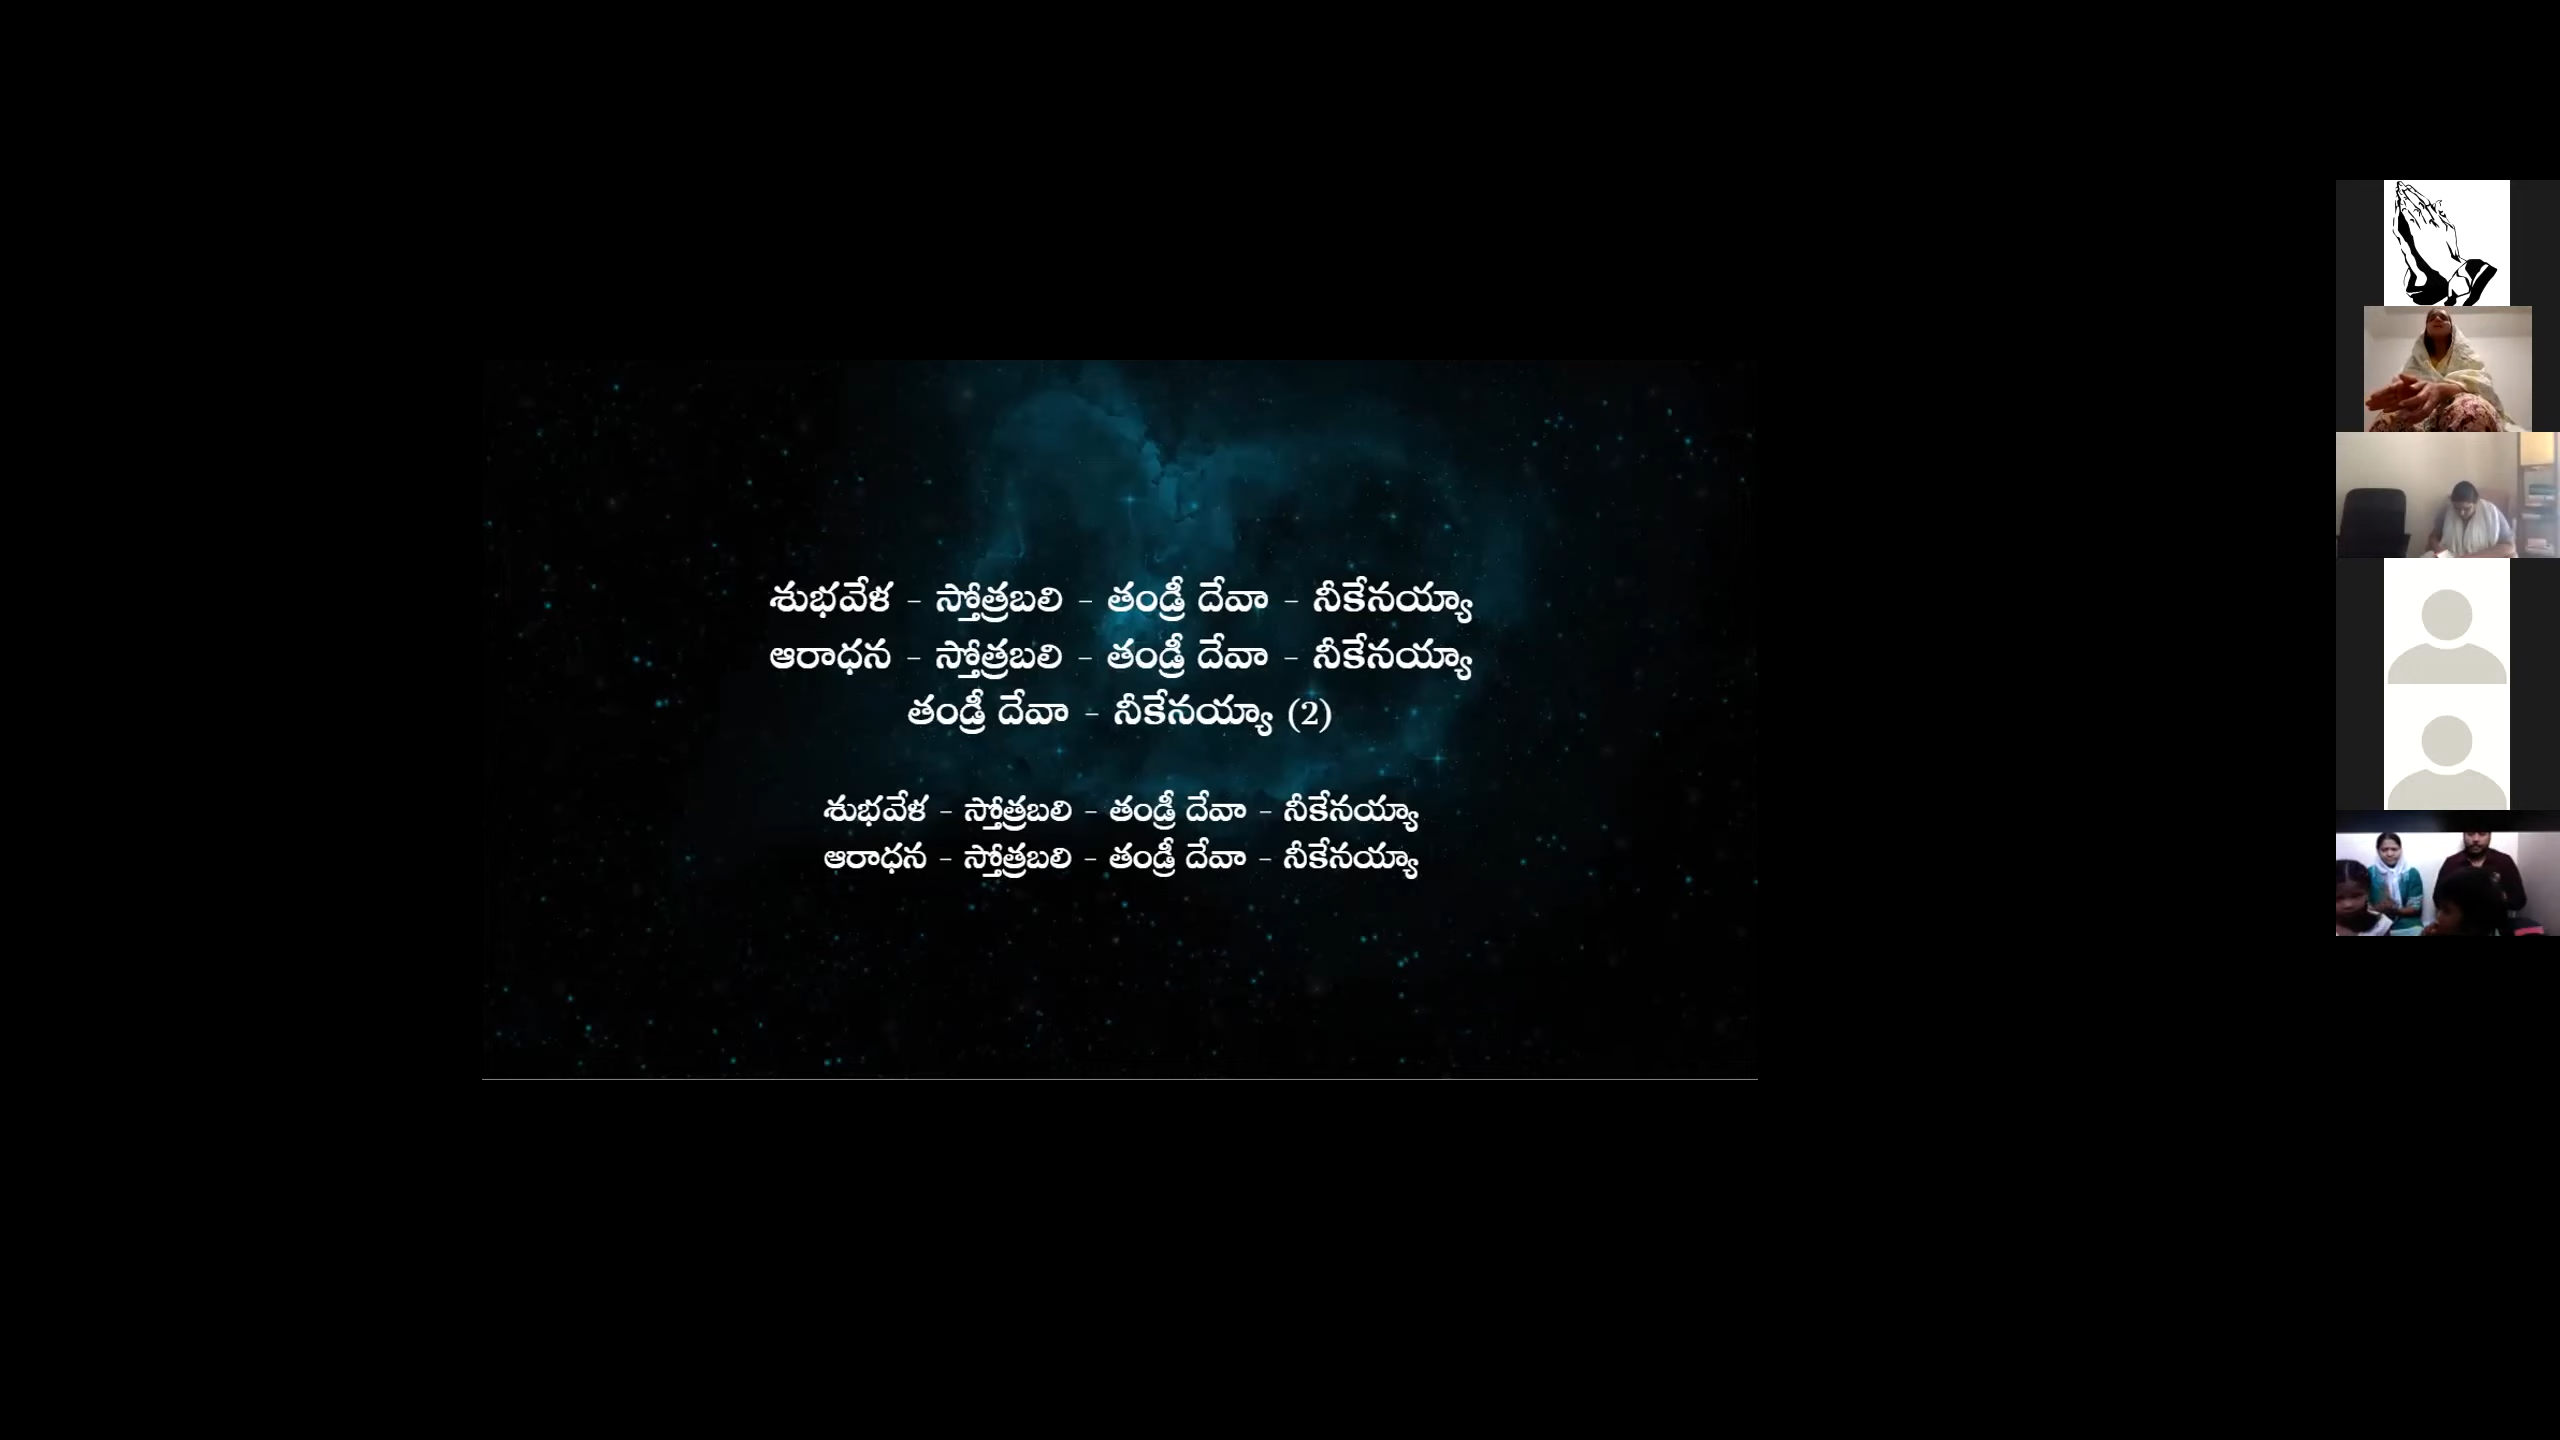 శుభవేళ - స్తోత్రబలి - తండ్రీ దేవా - నీకేనయ్యా
ఆరాధన - స్తోత్రబలి - తండ్రీ దేవా - నీకేనయ్యా
తండ్రీ దేవా - నీకేనయ్యా (2)
శుభవేళ - స్తోత్రబలి - తండ్రీ దేవా - నీకేనయ్యా
ఆరాధన - స్తోత్రబలి - తండ్రీ దేవా - నీకేనయ్యా